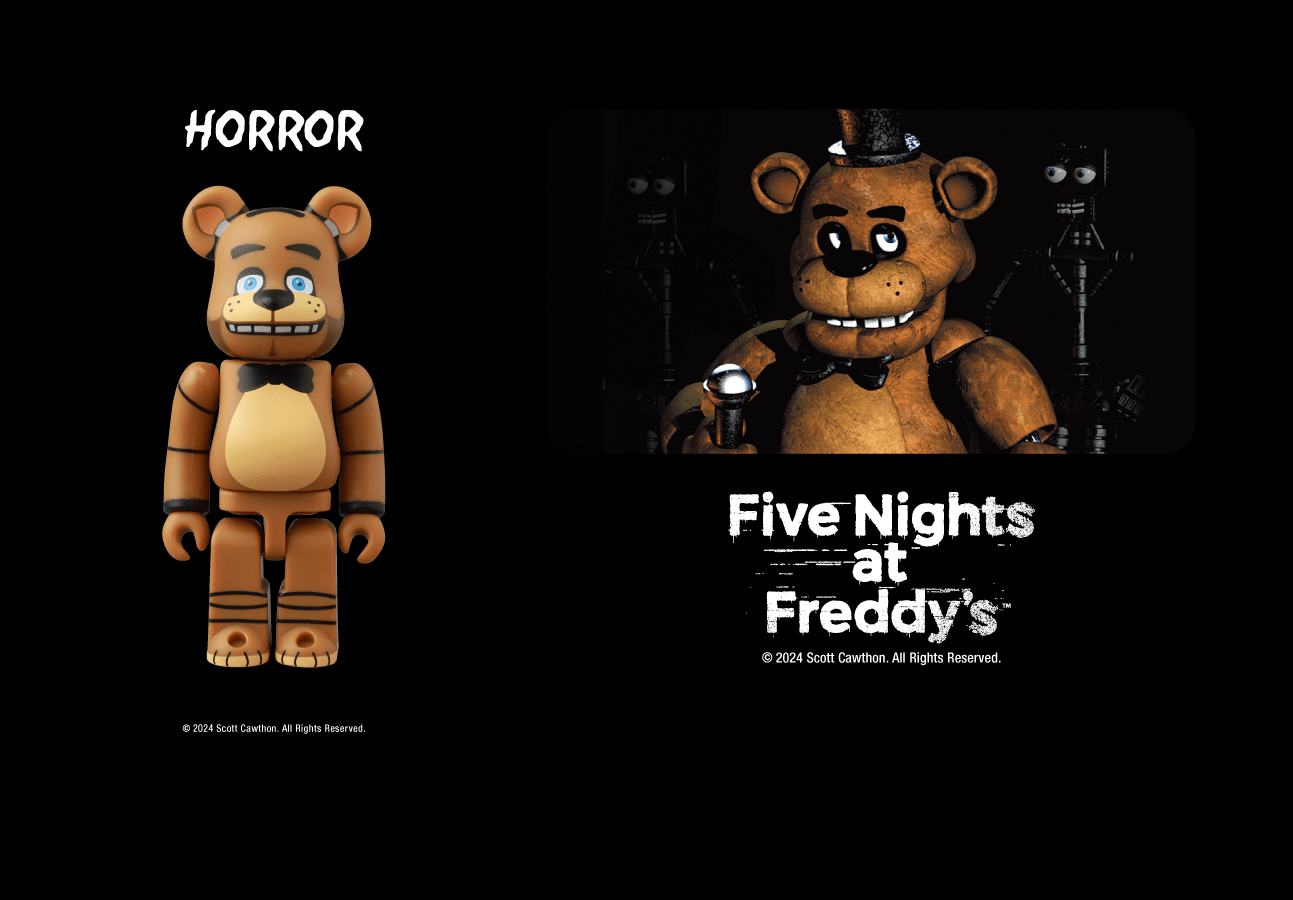 HORROR
© 2024 Scott Cawthon. All Rights Reserved.
Five Nights
at
Freddy's™
© 2024 Scott Cawthon. All Rights Reserved.